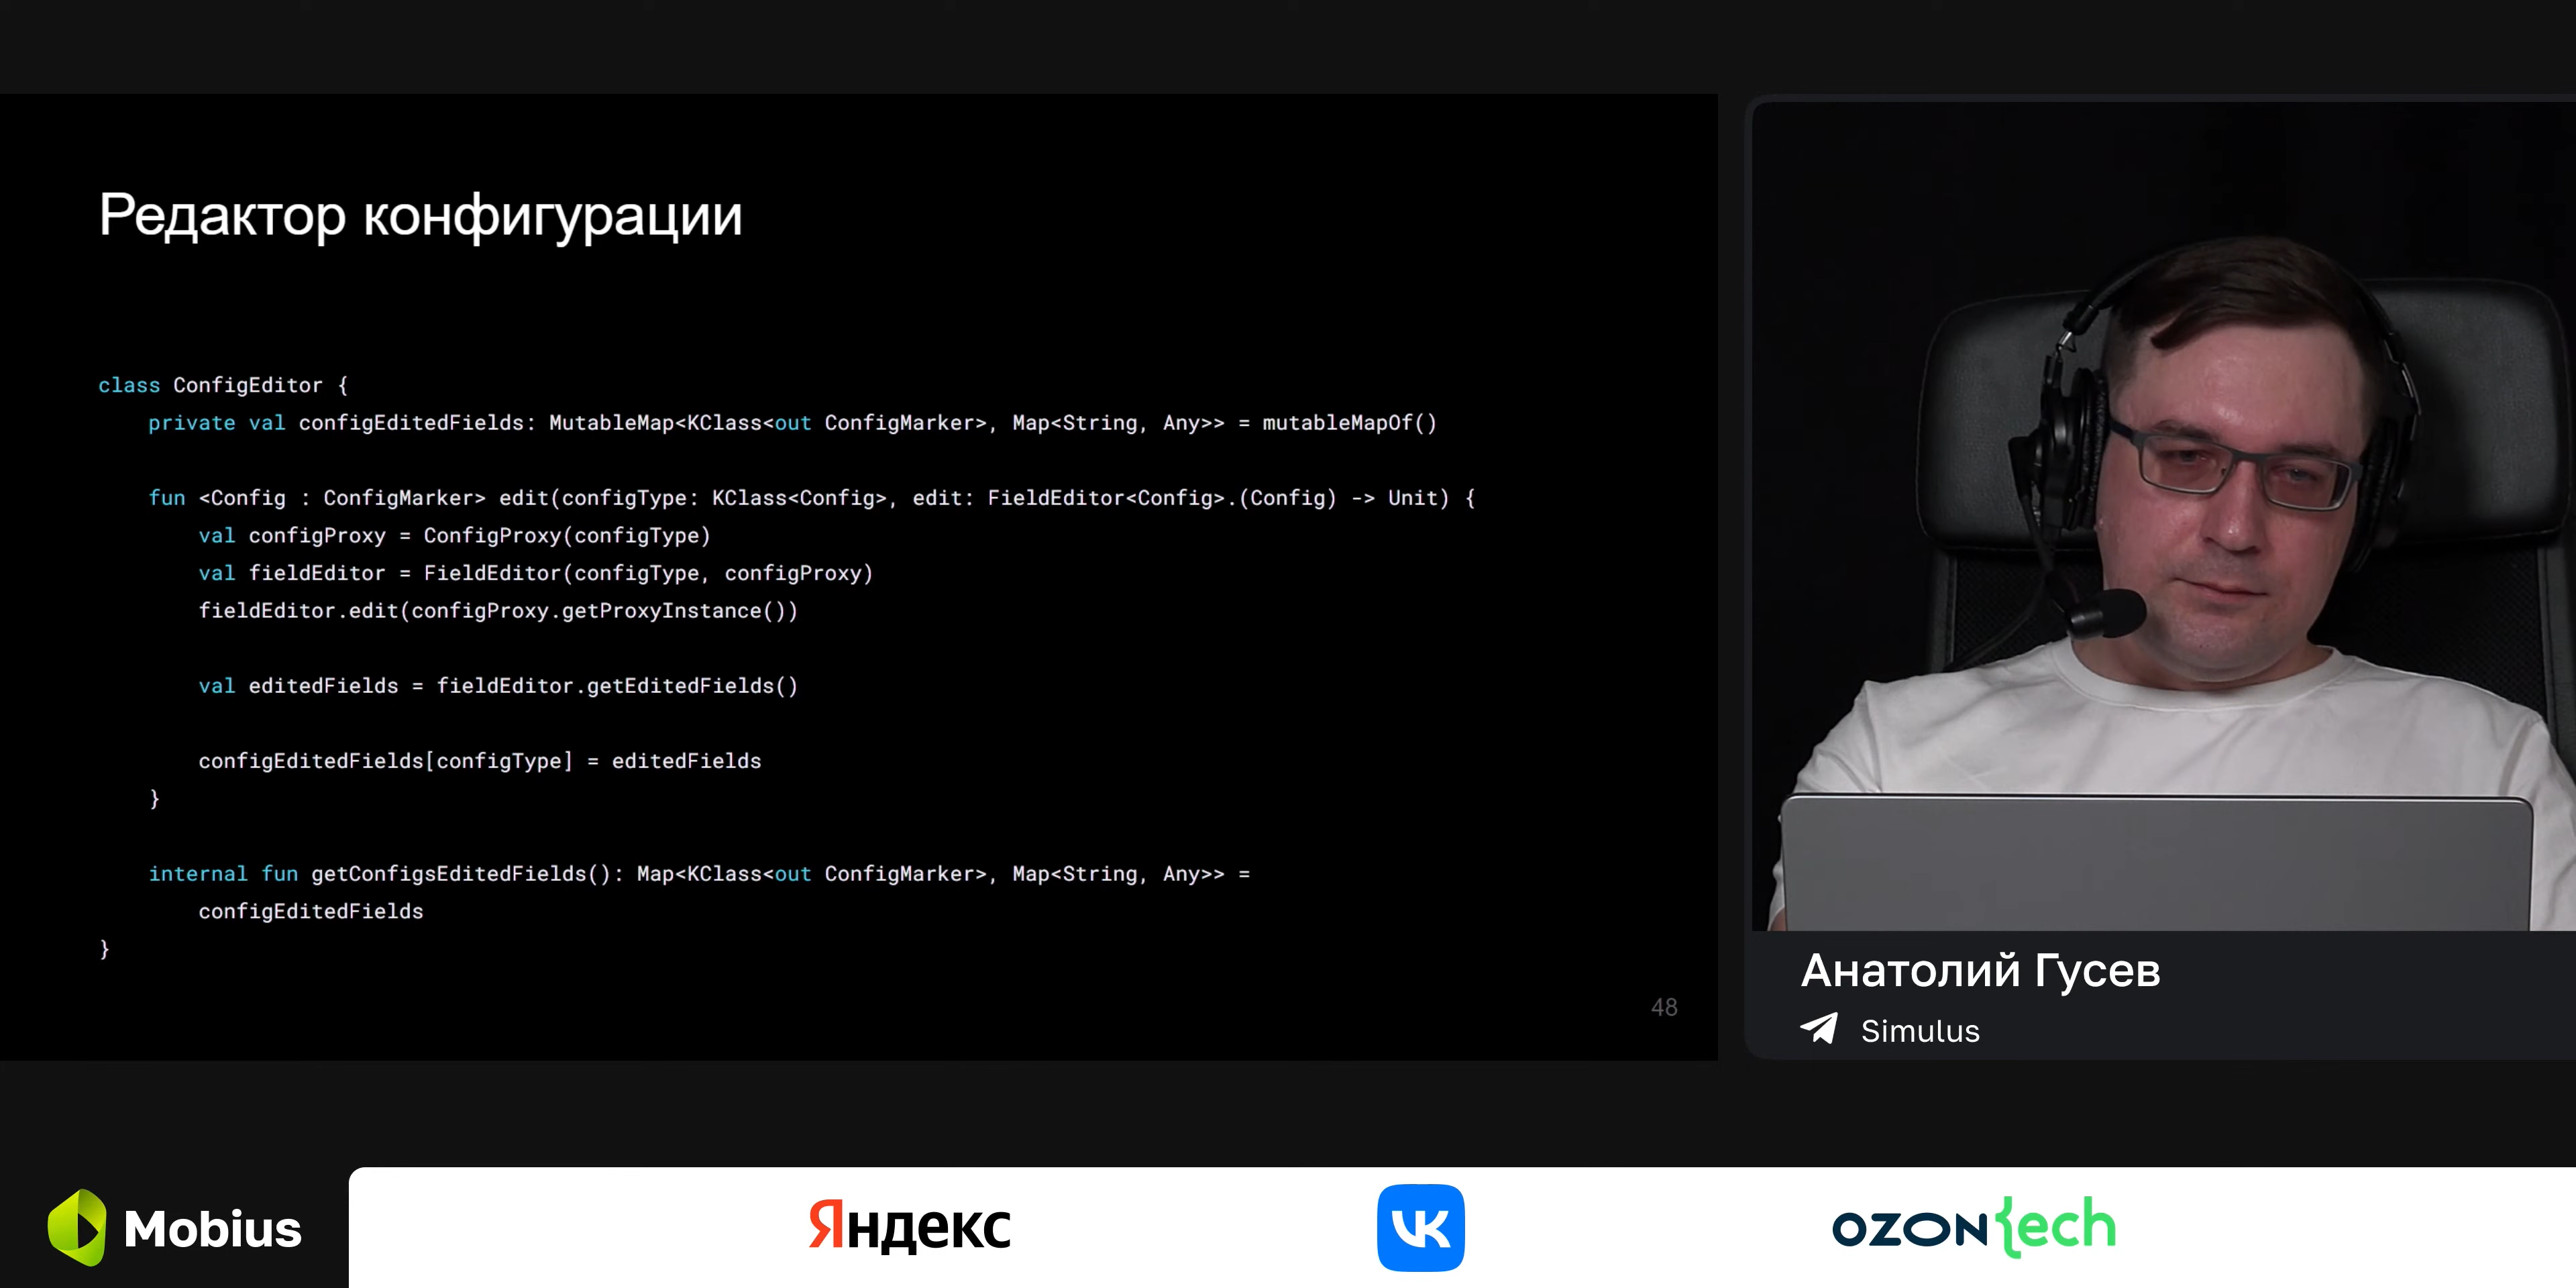 Редактор конфигурации
class ConfigEditor {
private val configEditedFields: MutableMap<KClass<out ConfigMarker>, Map<String, Any>> = mutableMapOf()
fun <Config : ConfigMarker> edit(configType: KClass<Config>, edit: FieldEditor<Config>.(Config) -> Unit) {
val configProxy = ConfigProxy(configType)
val fieldEditor = FieldEditor(configType, configProxy)
fieldEditor.edit(configProxy.getProxyInstance())
val editedFields = fieldEditor.getEditedFields()
configEditedFields[configType] = editedFields
}
internal fun getConfigsEditedFields(): Map<KClass<out ConfigMarker>, Map<String, Any>> =
configEditedFields
}
48
Анатолий Гусев
Simulus
Mobius
Яндекс
VK
ozon{ech